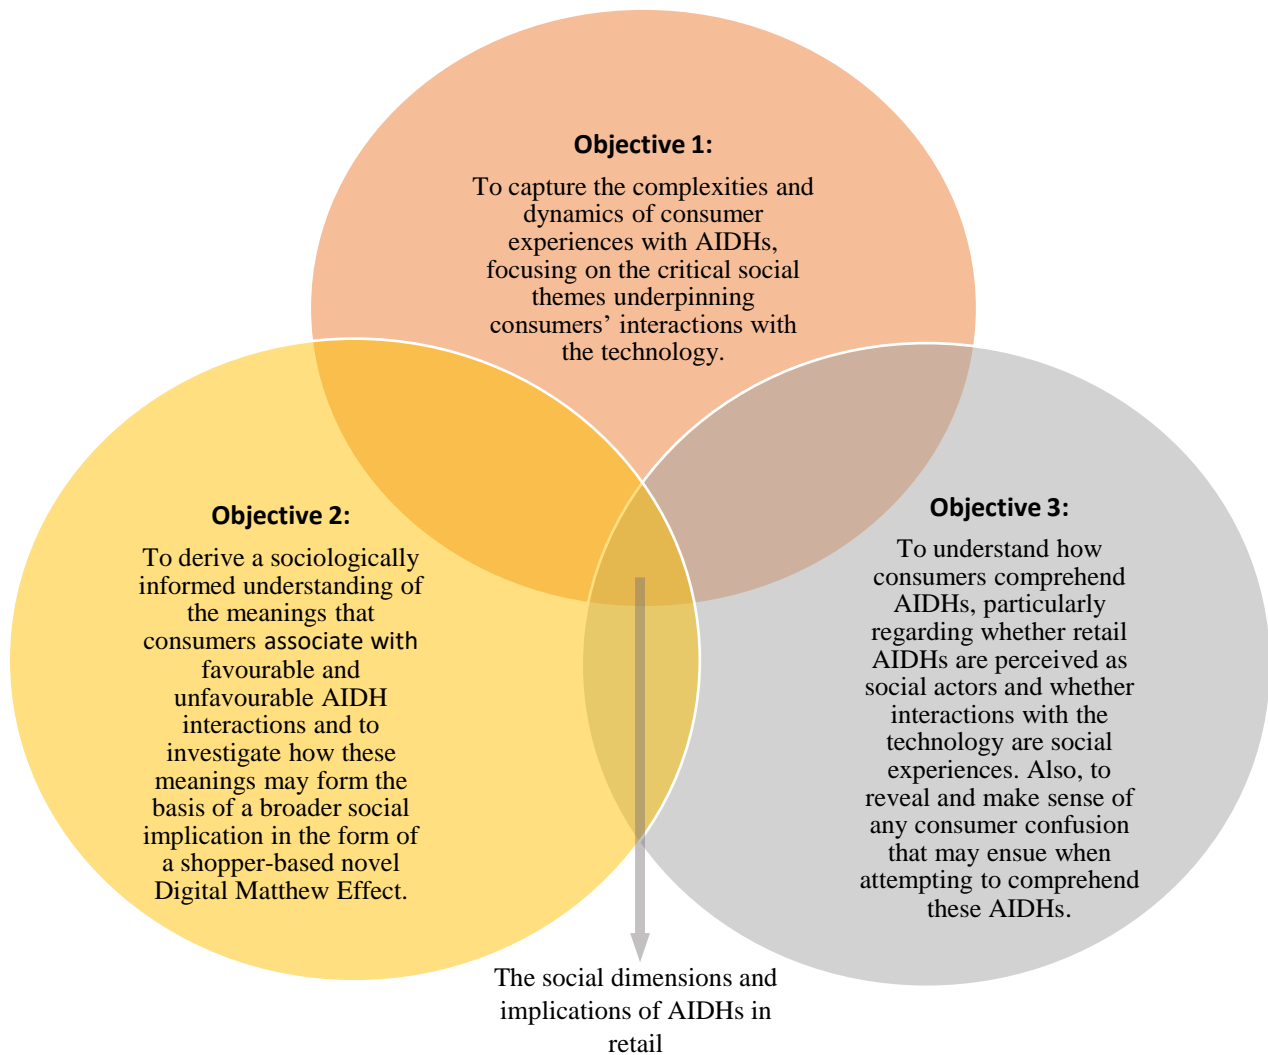 Objective 1:
To capture the complexities and
dynamics of consumer
experiences with AIDHs,
focusing on the critical social
themes underpinning
consumers’ interactions with
the technology.
Objective 2:
To derive a sociologically
informed understanding of
the meanings that
consumers associate with
favourable and
unfavourable AIDH
interactions and to
investigate how these
meanings may form the
basis of a broader social
implication in the form of
a shopper-based novel
Digital Matthew Effect.
Objective 3:
To understand how
consumers comprehend
AIDHs, particularly
regarding whether retail
AIDHs are perceived as
social actors and whether
interactions with the
technology are social
experiences. Also, to
reveal and make sense of
any consumer confusion
that may ensue when
attempting to comprehend
these AIDHs.
The social dimensions and
implications of AIDHs in
retail